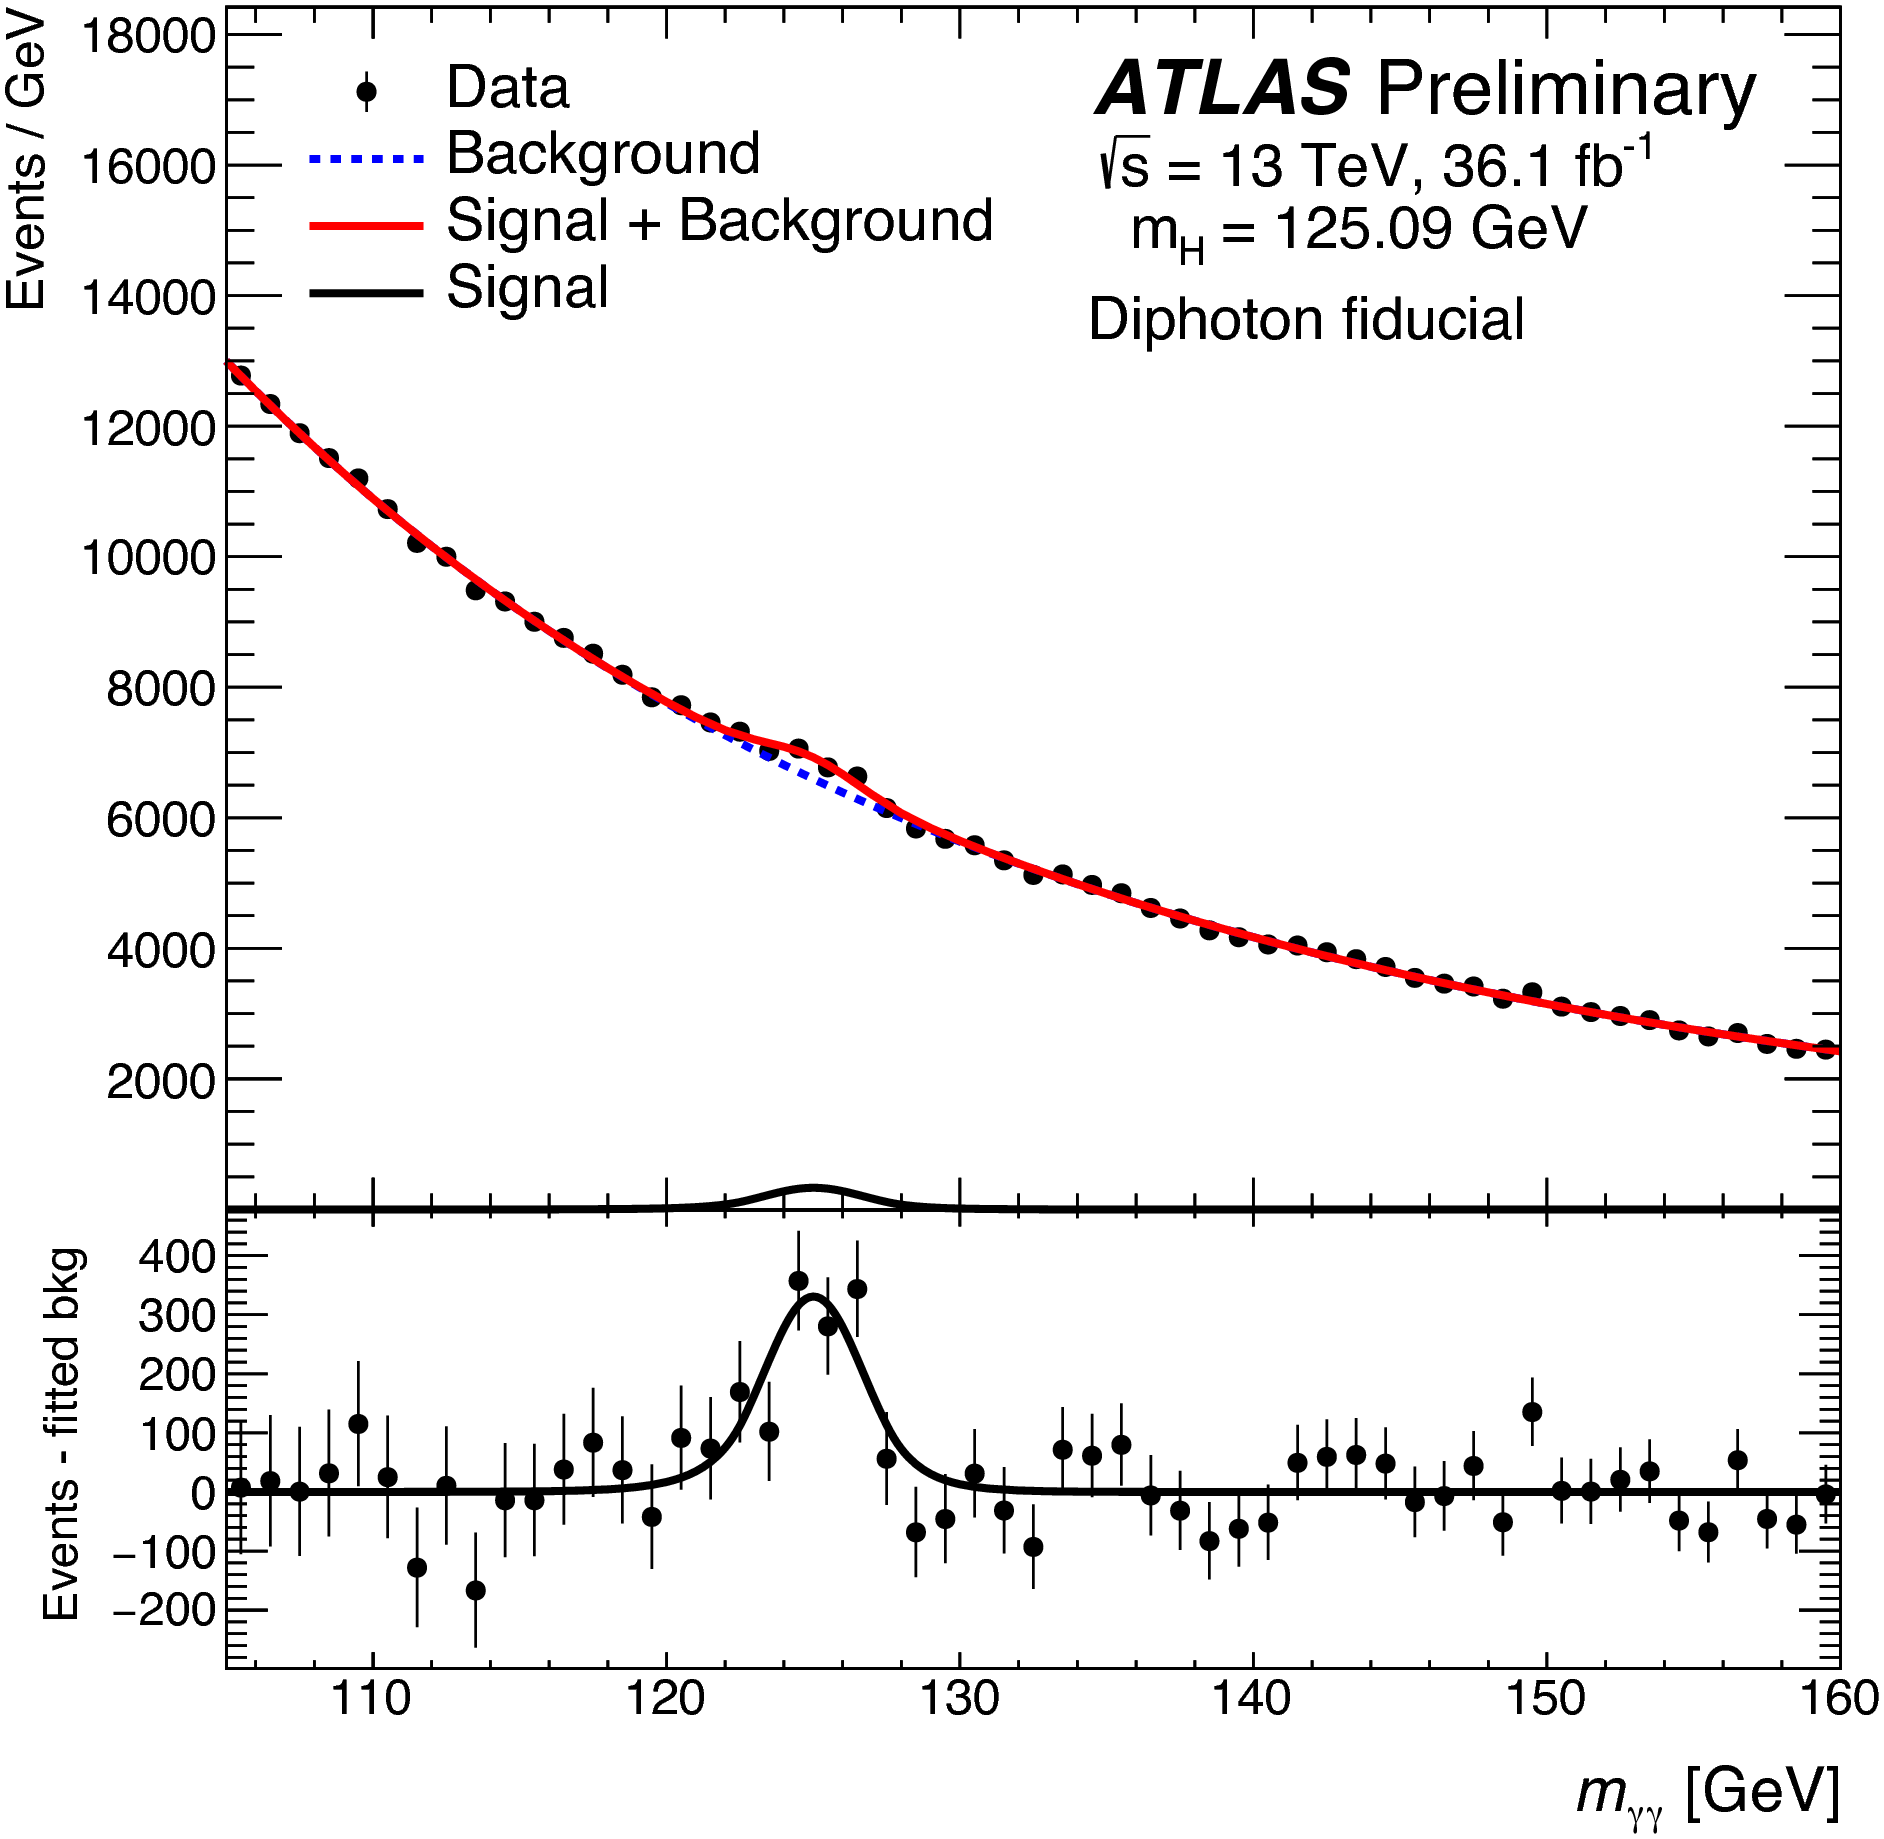 Events / GeV
18000
16000
14000
12000
10000
8000
6000
4000
2000
Data
Background
Signal + Background
Signal
ATLAS Preliminary
√s = 13 TeV, 36.1 fb⁻¹
m_H = 125.09 GeV
Diphoton fiducial
Events - fitted bkg
400
300
200
100
0
−100
−200
110 120 130 140 150 160
m_γγ [GeV]